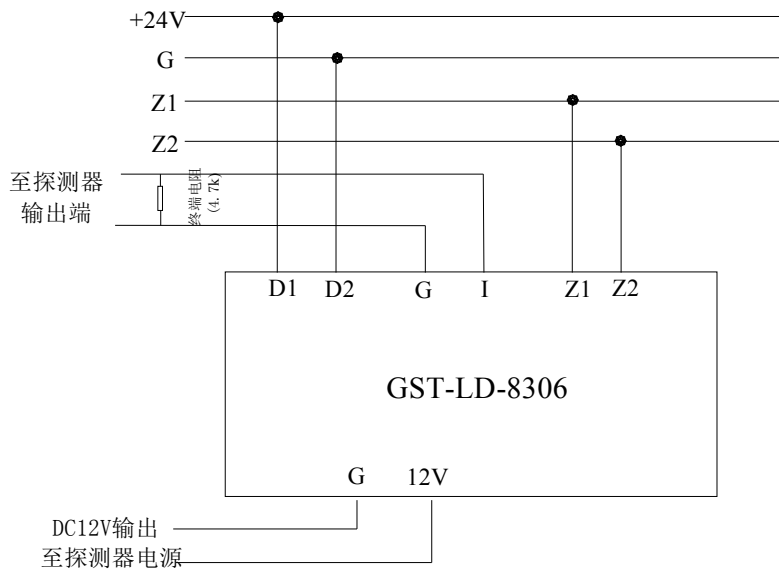 +24V
G
Z1
Z2
至探测器
输出端
终端电阻
(4.7k)
D1 D2 G I Z1 Z2
GST-LD-8306
G 12V
DC12V输出
至探测器电源